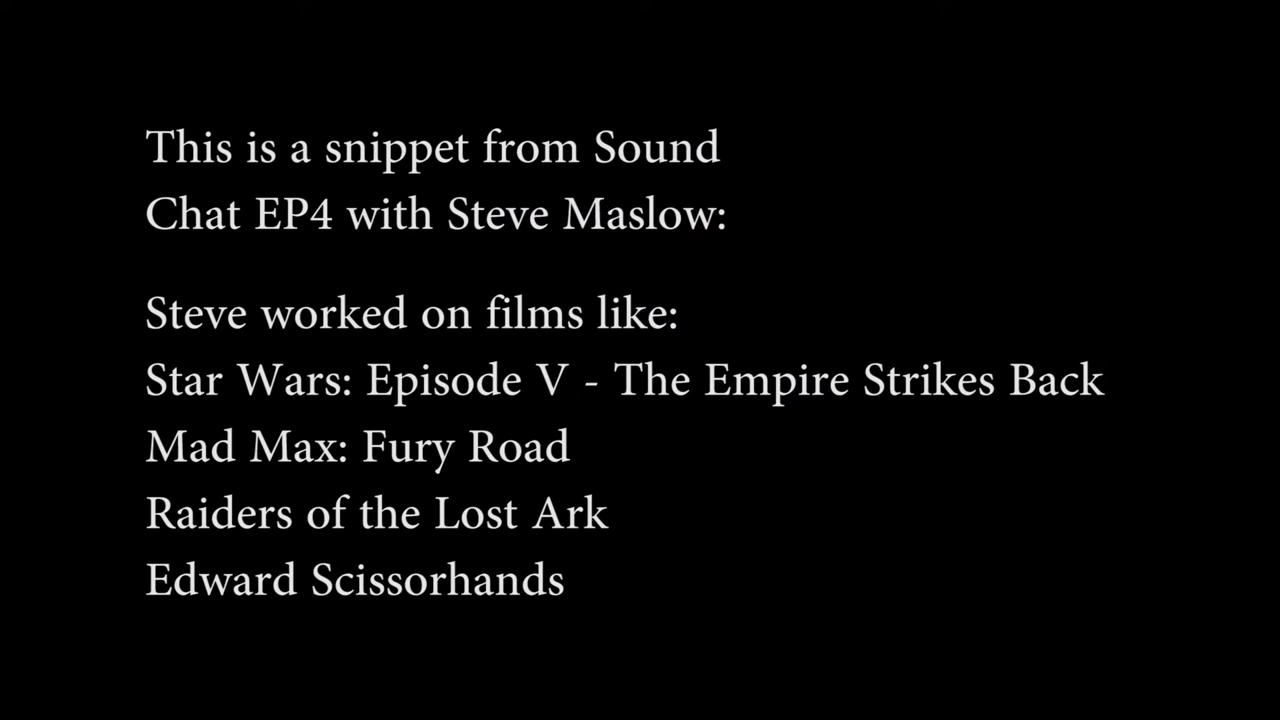 This is a snippet from Sound
Chat EP4 with Steve Maslow:
Steve worked on films like:
Star Wars: Episode V - The Empire Strikes Back
Mad Max: Fury Road
Raiders of the Lost Ark
Edward Scissorhands